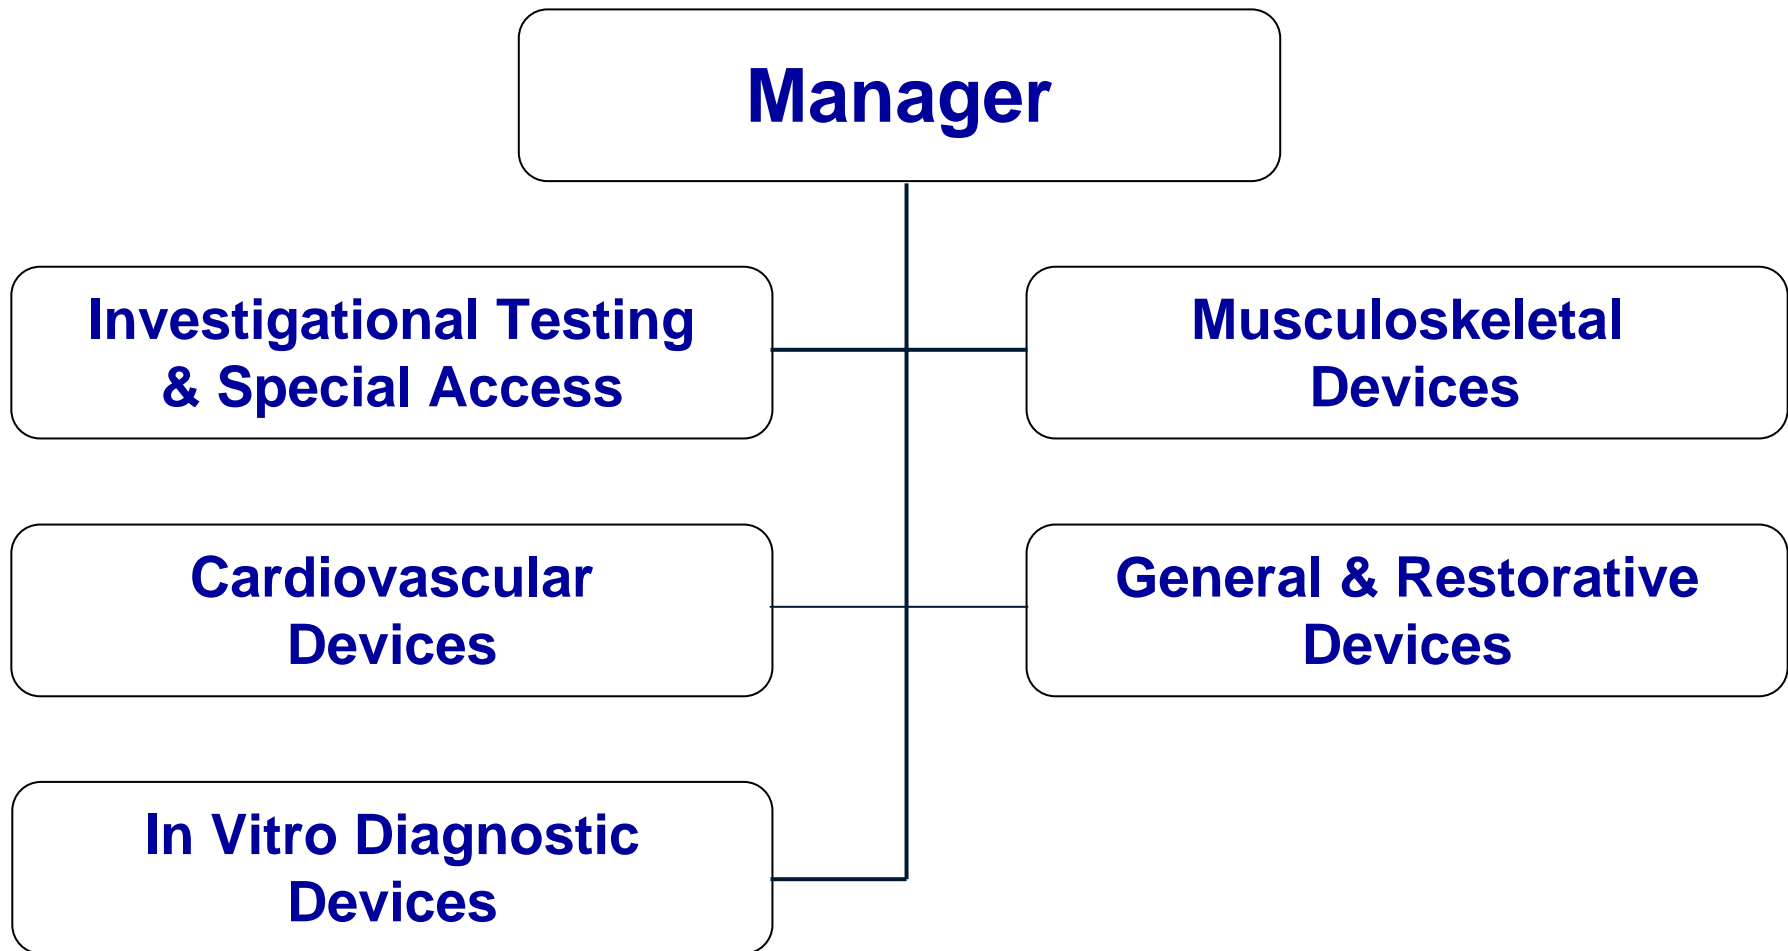 Manager
Investigational Testing
& Special Access
Musculoskeletal
Devices
Cardiovascular
Devices
General & Restorative
Devices
In Vitro Diagnostic
Devices